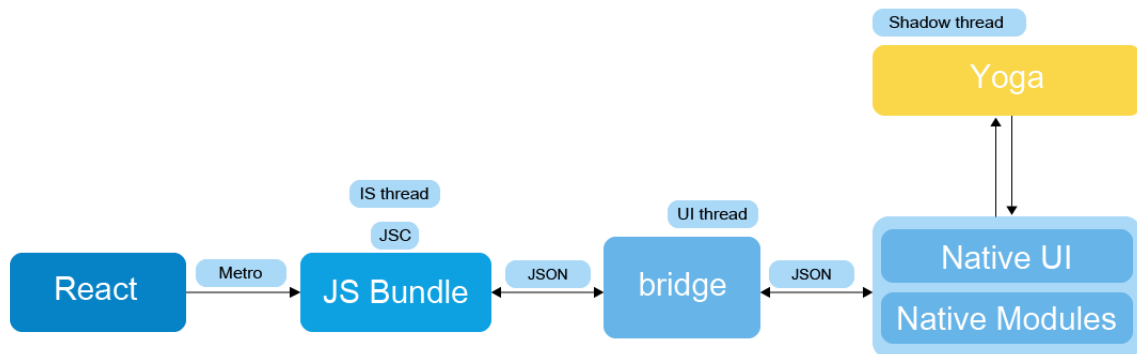 Shadow thread
Yoga
IS thread
UI thread
JSC
React
Metro
JS Bundle
JSON
bridge
JSON
Native UI
Native Modules